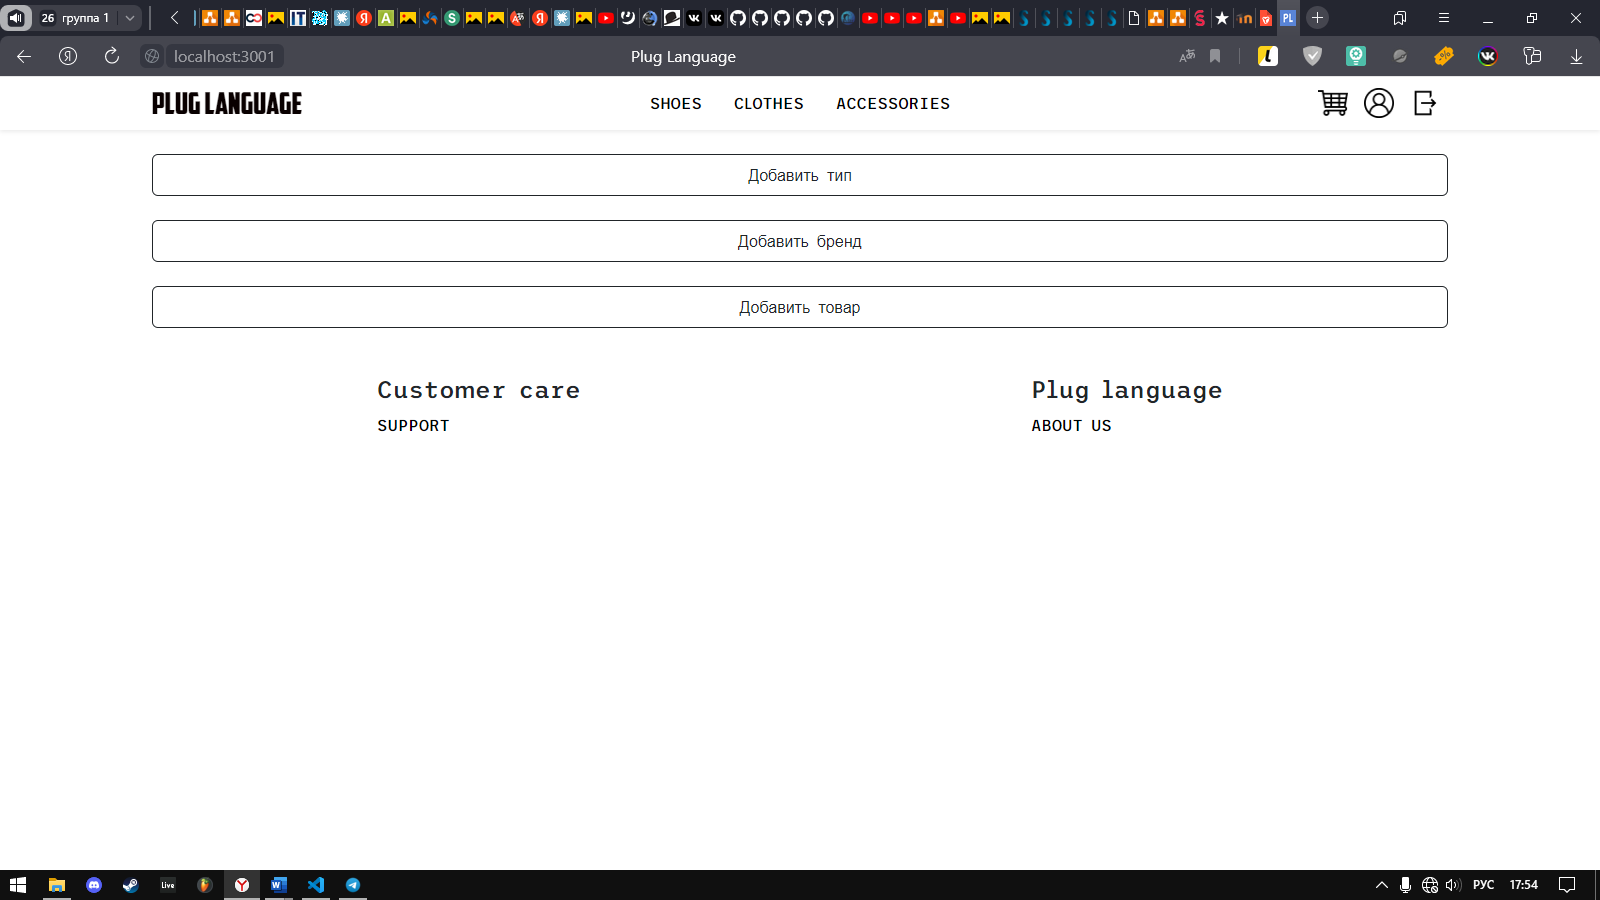 26 группа 1
localhost:3001
Plug Language
PLUG LANGUAGE
SHOES
CLOTHES
ACCESSORIES
Добавить тип
Добавить бренд
Добавить товар
Customer care
Plug language
SUPPORT
ABOUT US
Live
РУС
17:54